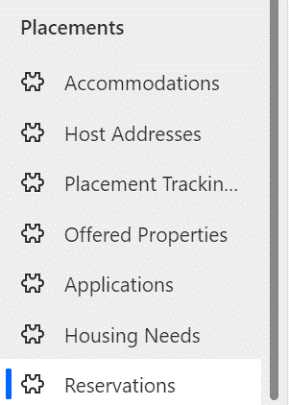 Placements
Accommodations
Host Addresses
Placement Trackin...
Offered Properties
Applications
Housing Needs
Reservations